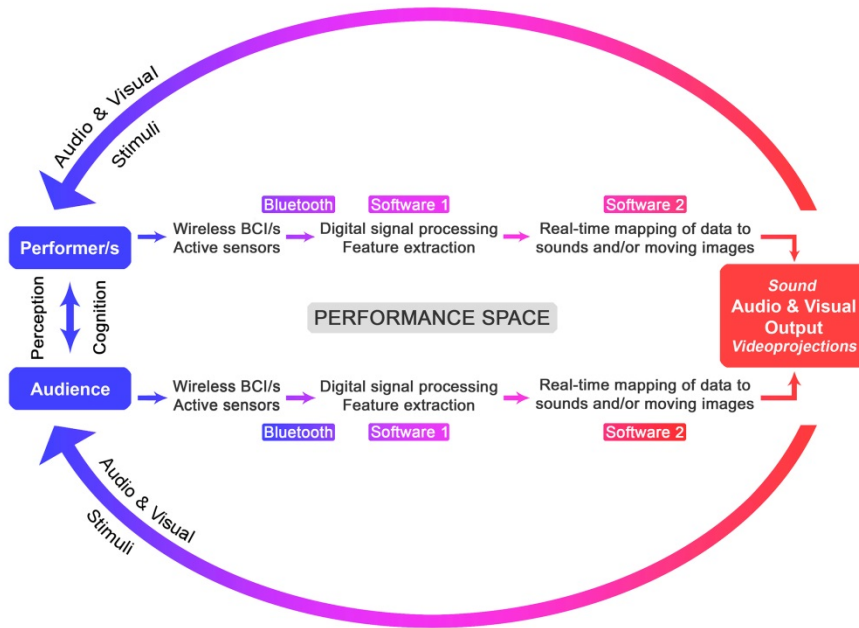 Audio & Visual
Stimuli
Bluetooth
Software 1
Software 2
Performer/s
Wireless BCI/s
Active sensors
Digital signal processing
Feature extraction
Real-time mapping of data to
sounds and/or moving images
Perception
Cognition
PERFORMANCE SPACE
Sound
Audio & Visual
Output
Videoprojections
Audience
Wireless BCI/s
Active sensors
Digital signal processing
Feature extraction
Real-time mapping of data to
sounds and/or moving images
Bluetooth
Software 1
Software 2
Audio & Visual
Stimuli